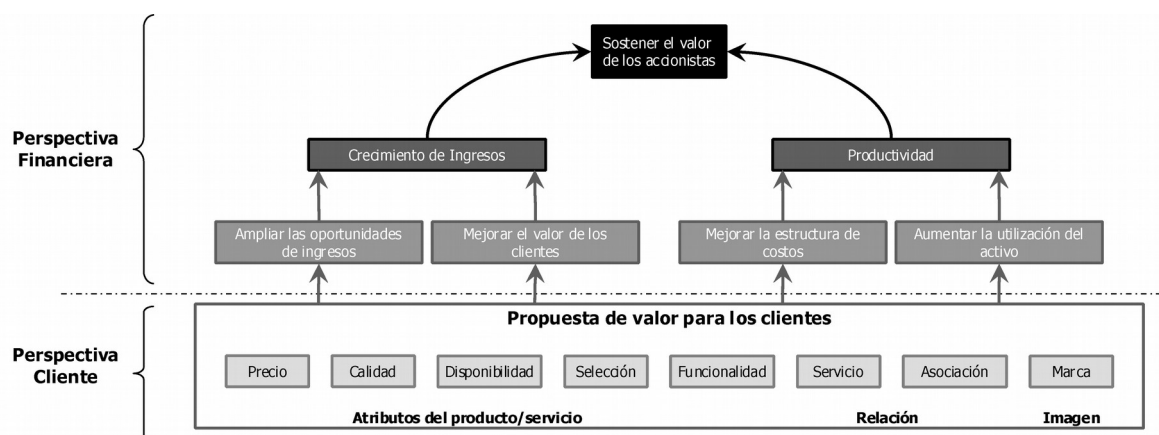 Sostener el valor
de los accionistas
Perspectiva
Financiera
Crecimiento de Ingresos
Productividad
Ampliar las oportunidades
de ingresos
Mejorar el valor de los
clientes
Mejorar la estructura de
costos
Aumentar la utilización del
activo
Perspectiva
Cliente
Propuesta de valor para los clientes
Precio
Calidad
Disponibilidad
Selección
Funcionalidad
Servicio
Asociación
Marca
Atributos del producto/servicio
Relación
Imagen